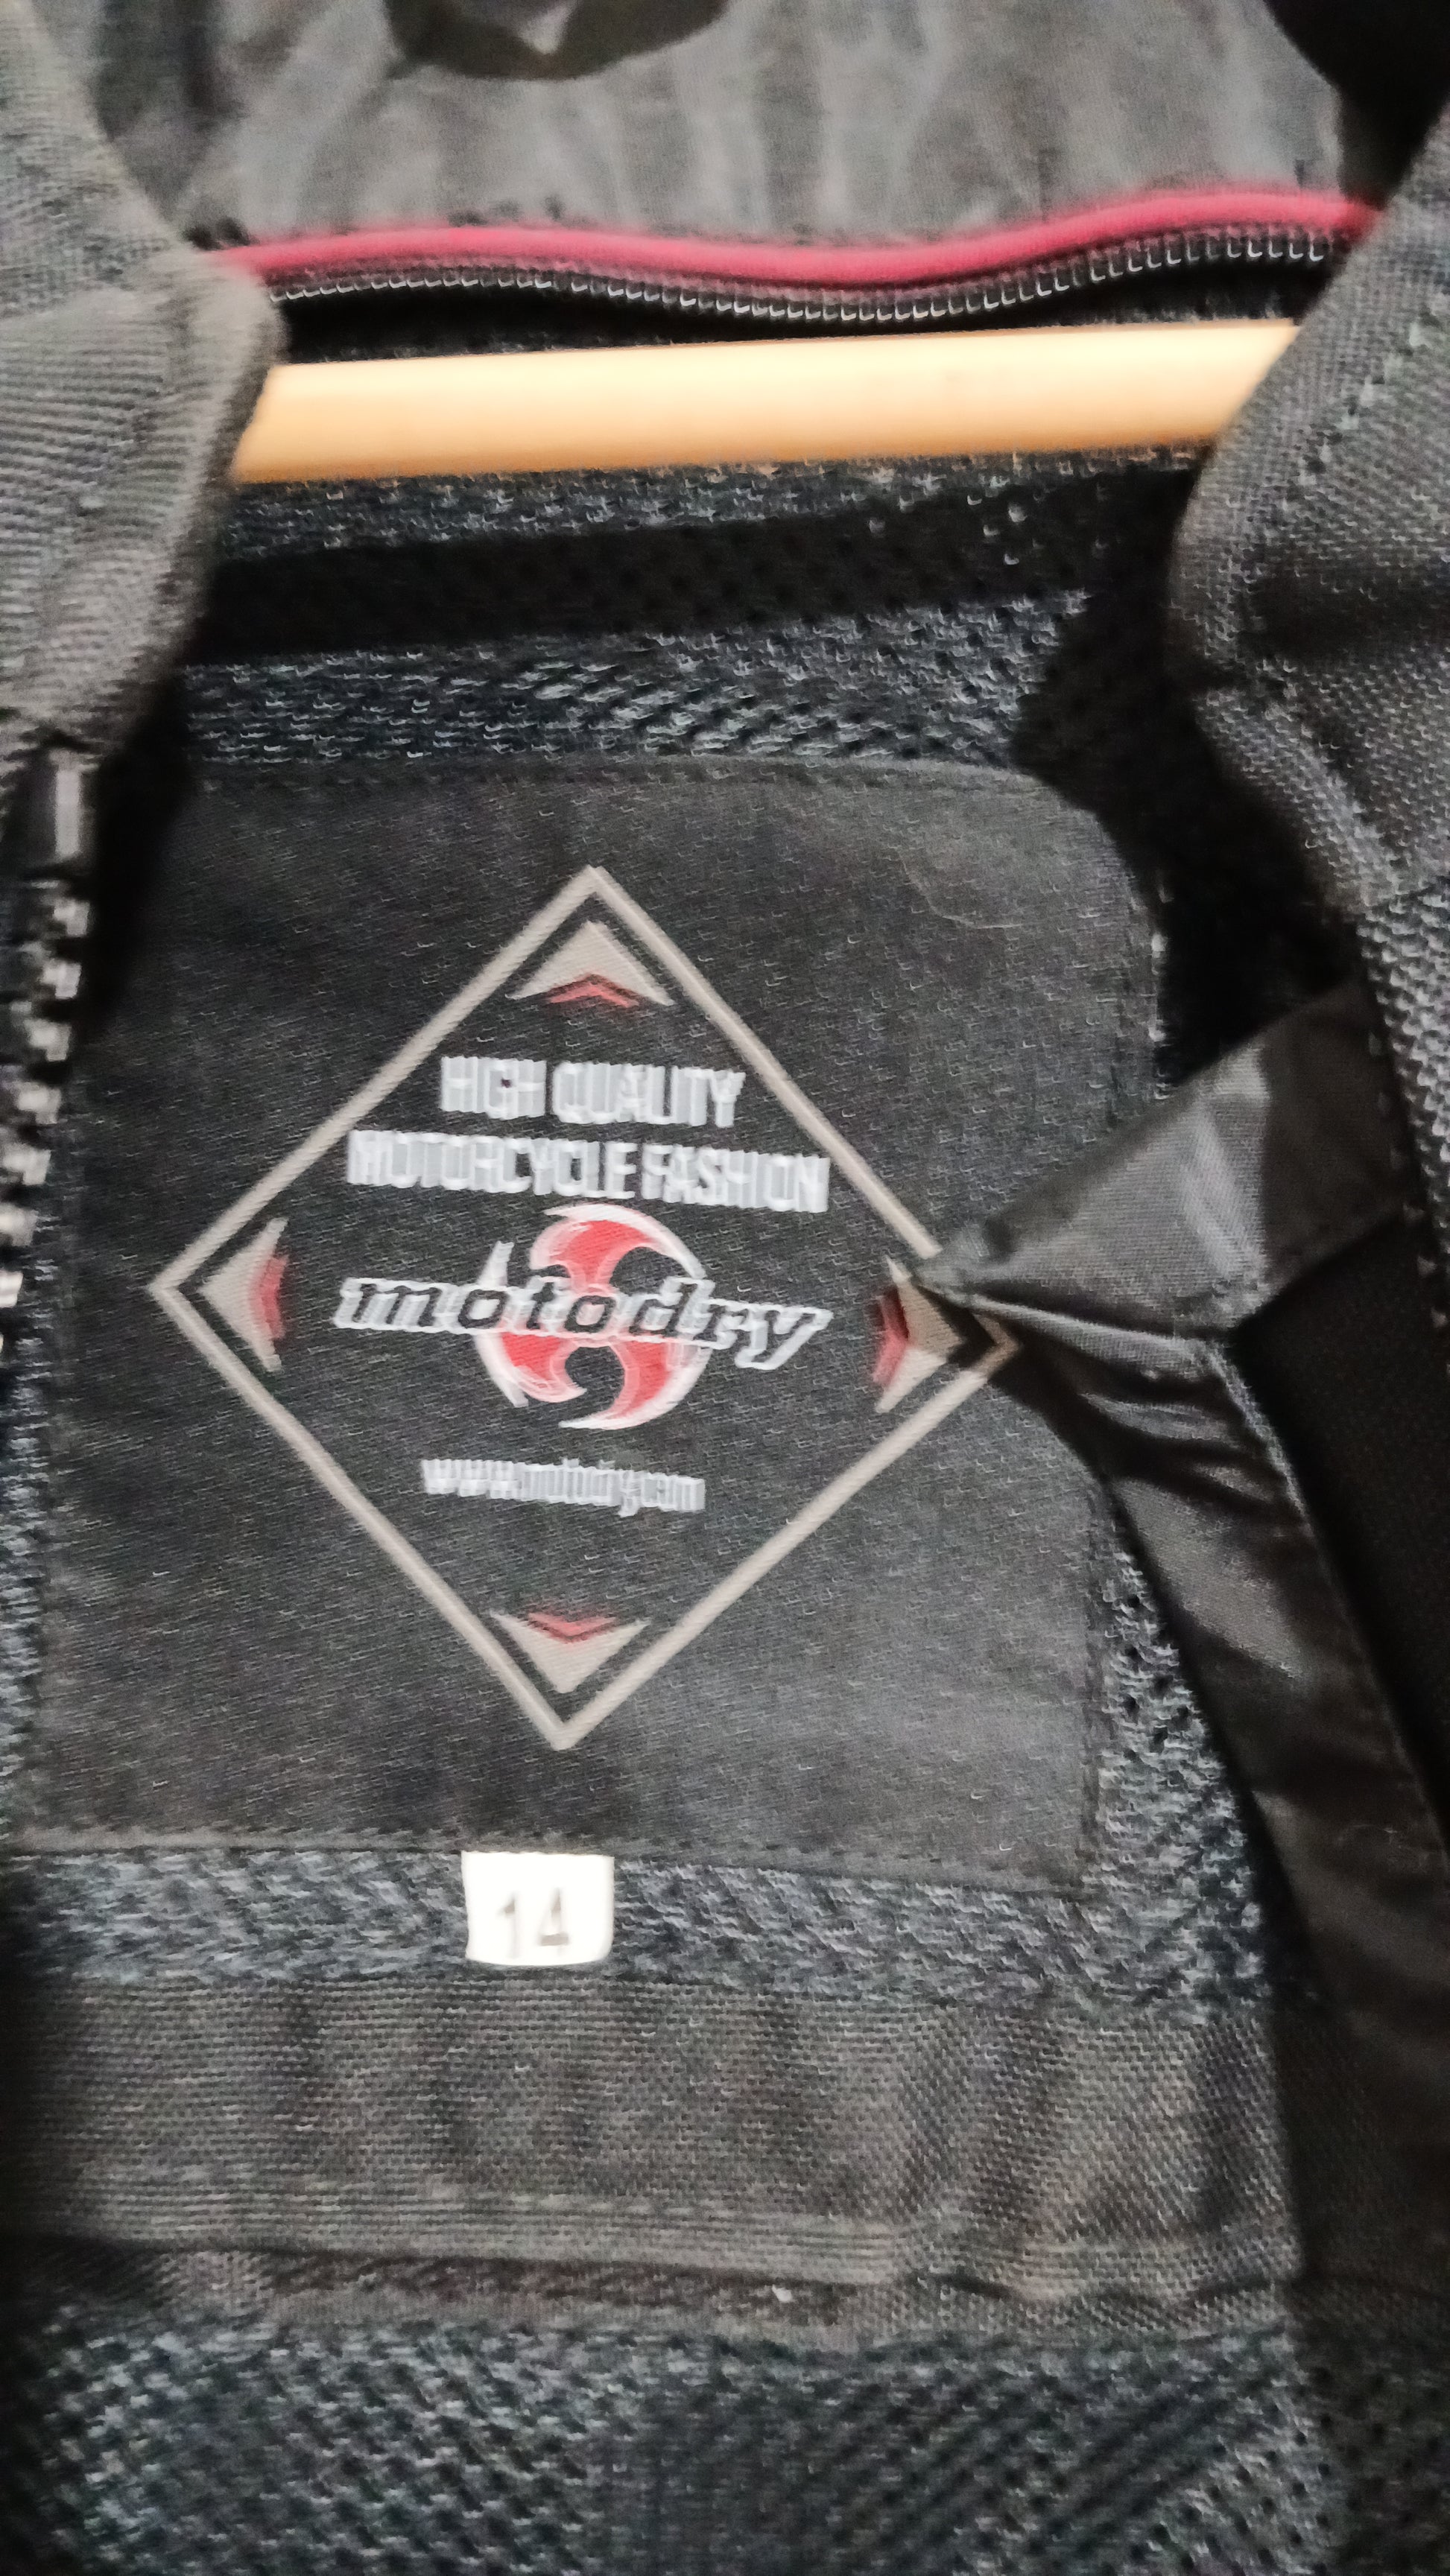 HIGH QUALITY
MOTORCYCLE FASHION
motodry
www.motodry.com
14